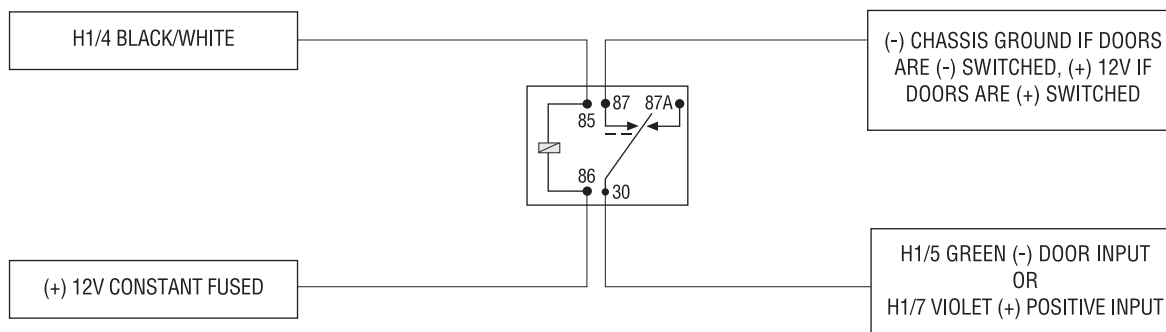 H1/4 BLACK/WHITE
(-) CHASSIS GROUND IF DOORS
ARE (-) SWITCHED, (+) 12V IF
DOORS ARE (+) SWITCHED
87 87A
85
86
30
(+) 12V CONSTANT FUSED
H1/5 GREEN (-) DOOR INPUT
OR
H1/7 VIOLET (+) POSITIVE INPUT